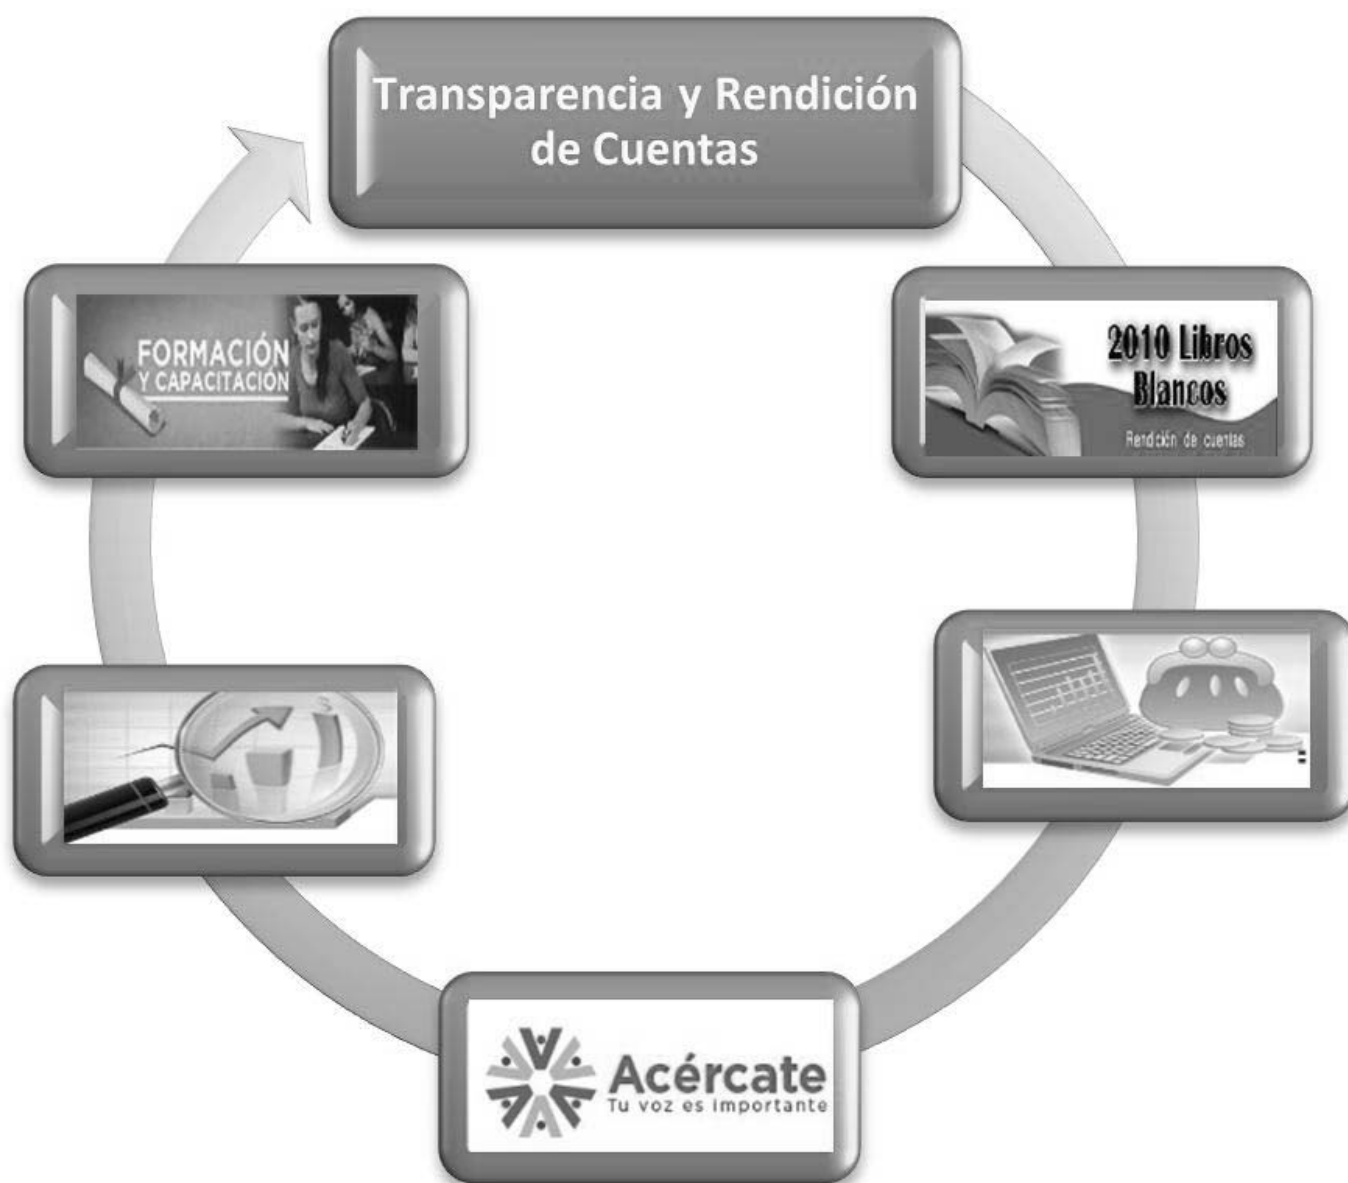 Transparencia y Rendición
de Cuentas
FORMACIÓN
Y CAPACITACIÓN
2010 Libros
Blancos
Rendición de cuentas
$
Acércate
Tu voz es importante